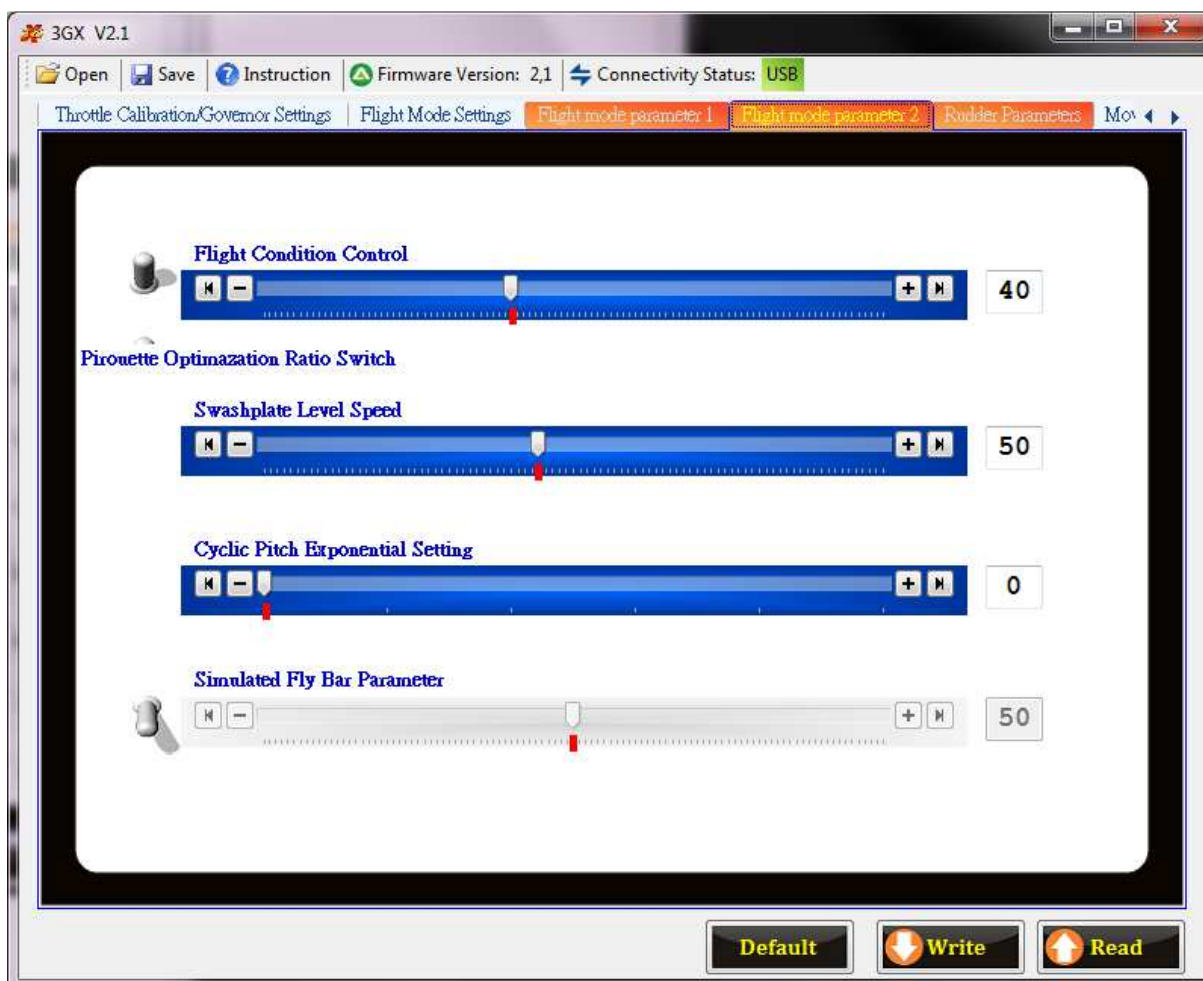 3GX V2.1
Open Save Instruction Firmware Version: 2,1 Connectivity Status: USB
Throttle Calibration/Governor Settings Flight Mode Settings Flight mode parameter 1 Flight mode parameter 2 Rudder Parameters Mov
Flight Condition Control
40
Pirouette Optimazation Ratio Switch
Swashplate Level Speed
50
Cyclic Pitch Exponential Setting
0
Simulated Fly Bar Parameter
50
Default Write Read